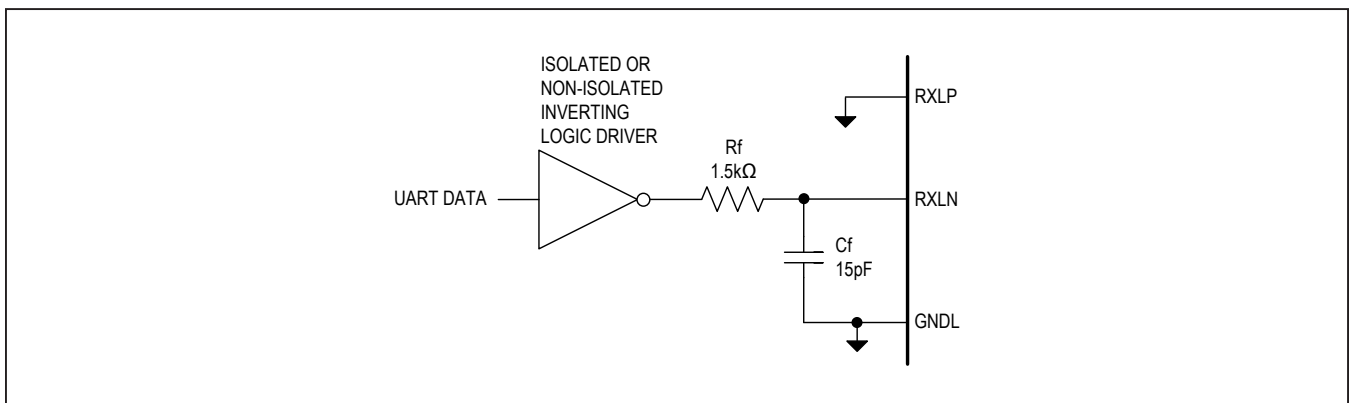 ISOLATED OR
NON-ISOLATED
INVERTING
LOGIC DRIVER
RXLP
Rf
1.5kΩ
UART DATA
RXLN
Cf
15pF
GNDL